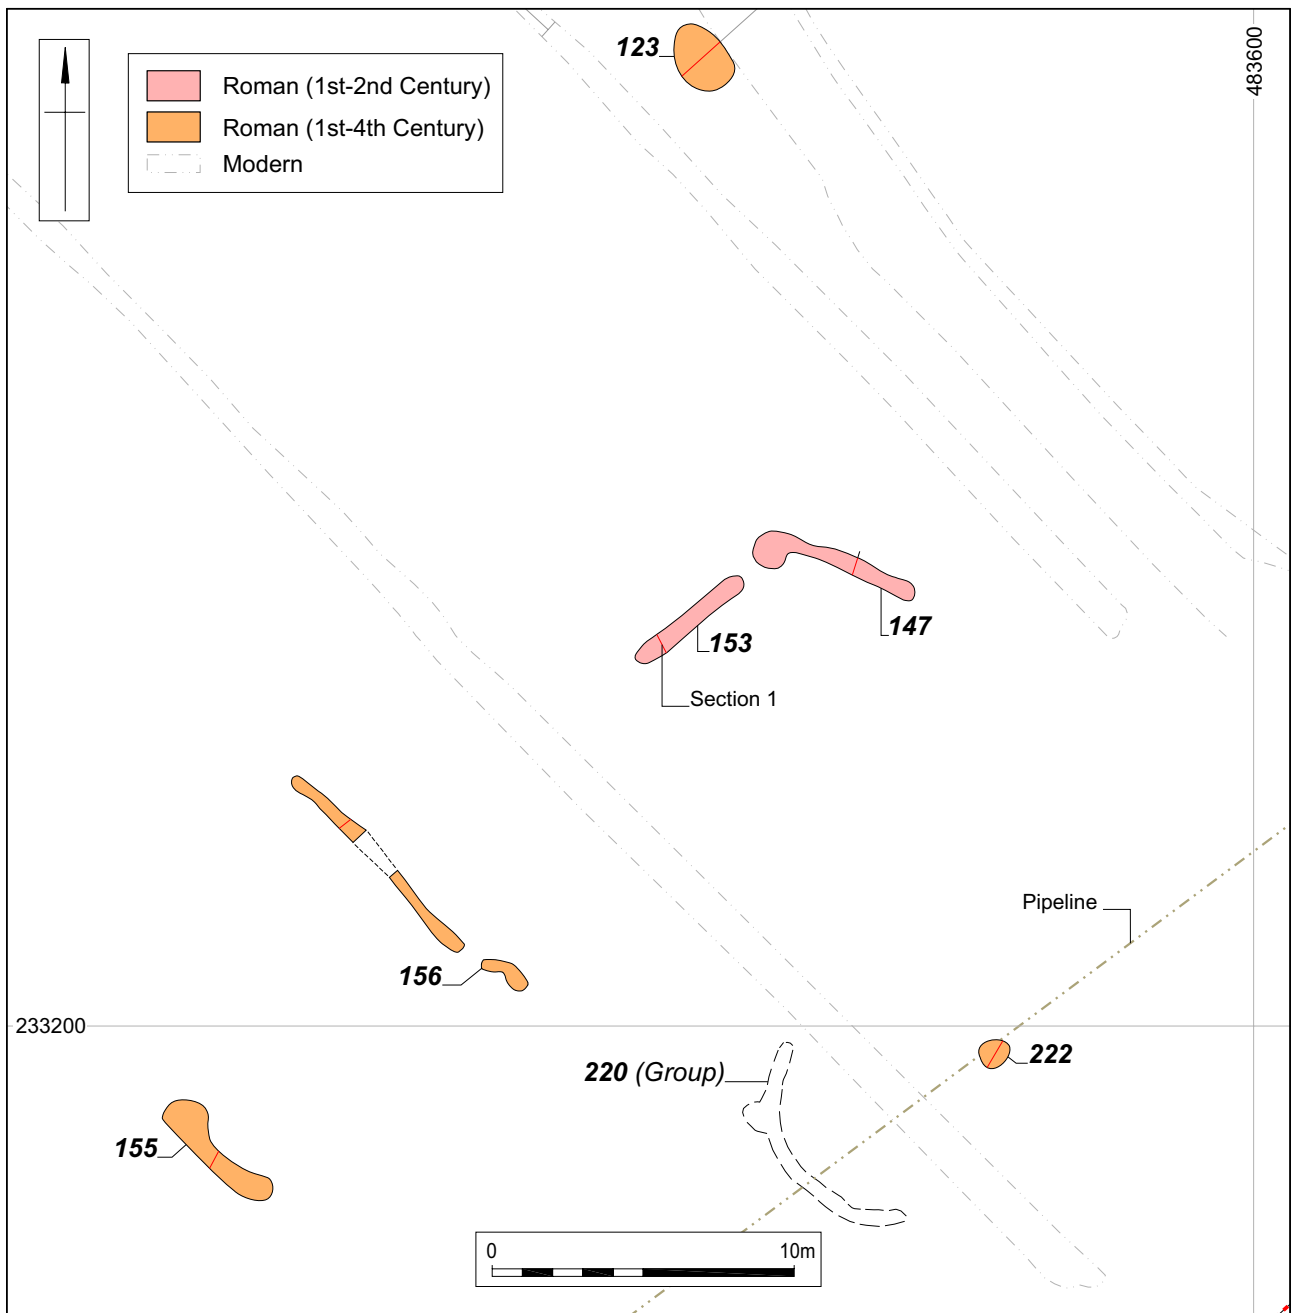 123
483600
Roman (1st-2nd Century)
Roman (1st-4th Century)
Modern
147
153
Section 1
Pipeline
156
233200
222
220 (Group)
155
0 10m